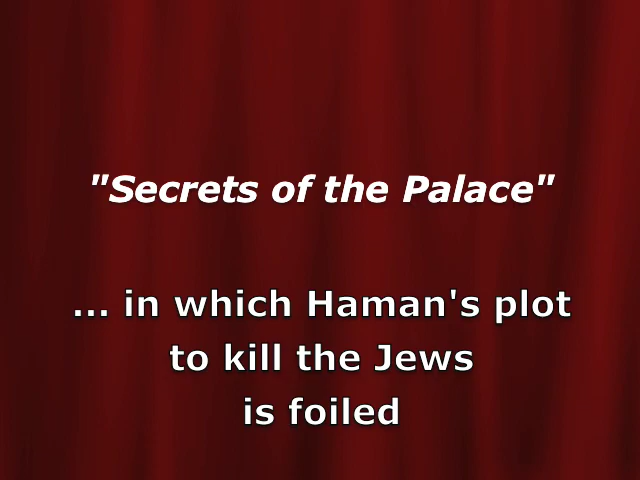 "Secrets of the Palace"
... in which Haman's plot
to kill the Jews
is foiled